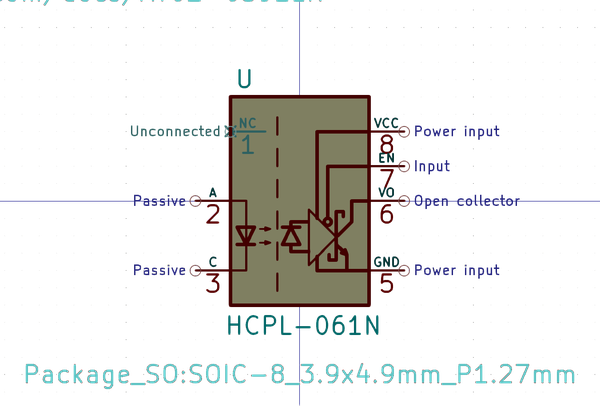 U
Unconnected NC 1
VCC 8 Power input
EN 7 Input
Passive A 2
VO 6 Open collector
Passive C 3
GND 5 Power input
HCPL-061N
Package_SO:SOIC-8_3.9x4.9mm_P1.27mm